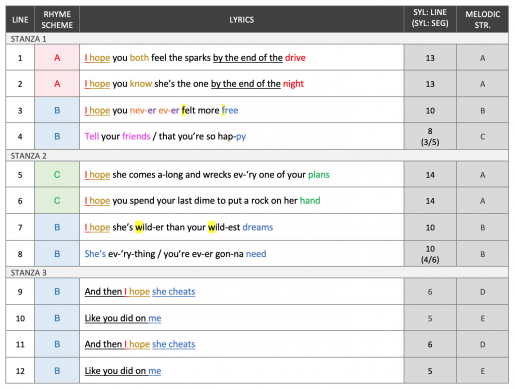 LINE RHYME SCHEME LYRICS SYL: LINE (SYL: SEG) MELODIC STR.
STANZA 1
1 A I hope you both feel the sparks by the end of the drive 13 A
2 A I hope you know she's the one by the end of the night 13 A
3 B I hope you nev-er ev-er felt more free 10 B
4 B Tell your friends / that you're so hap-py 8 (3/5) C
STANZA 2
5 C I hope she comes a-long and wrecks ev-'ry one of your plans 14 A
6 C I hope you spend your last dime to put a rock on her hand 14 A
7 B I hope she's wild-er than your wild-est dreams 10 B
8 B She's ev-'ry-thing / you're ev-er gon-na need 10 (4/6) B
STANZA 3
9 B And then I hope she cheats 6 D
10 B Like you did on me 5 E
11 B And then I hope she cheats 6 D
12 B Like you did on me 5 E